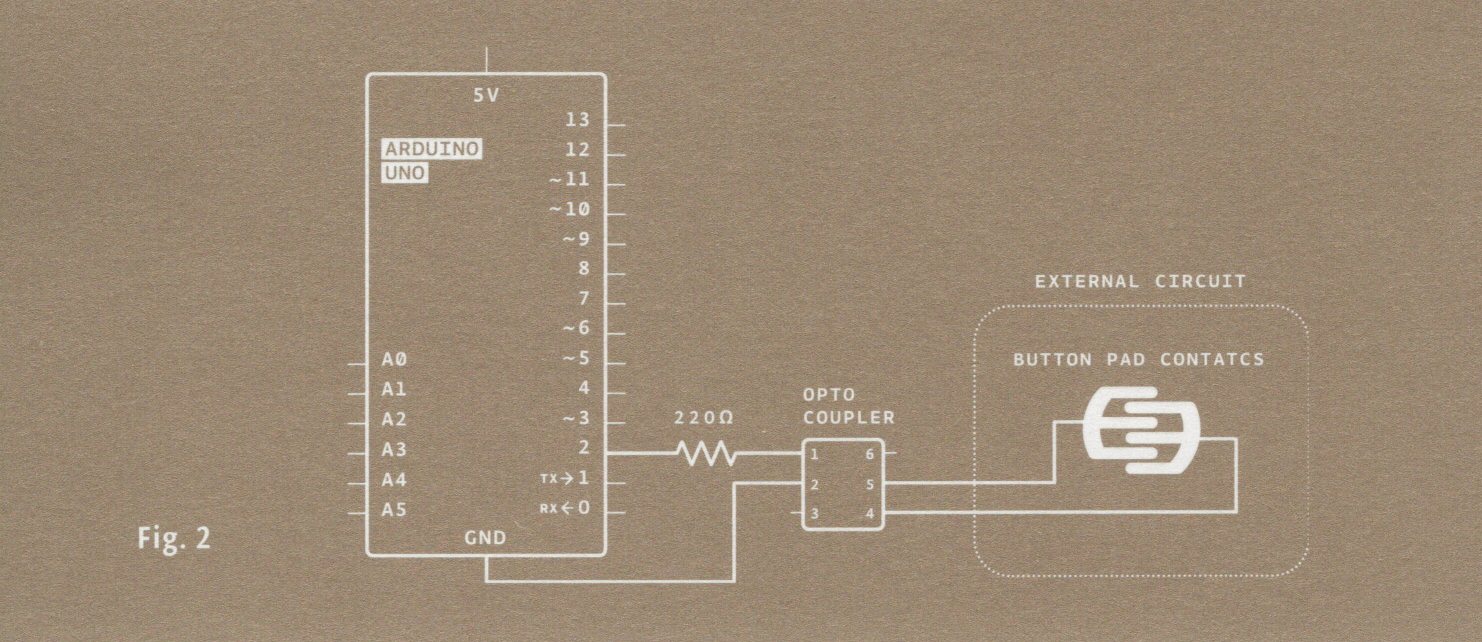 5V
ARDUINO
UNO
13
12
~11
~10
~9
8
7
~6
~5
4
~3
2
TX→1
RX←0
A0
A1
A2
A3
A4
A5
GND
220Ω
OPTO
COUPLER
1
2
3
6
5
4
EXTERNAL CIRCUIT
BUTTON PAD CONTATCS
Fig. 2